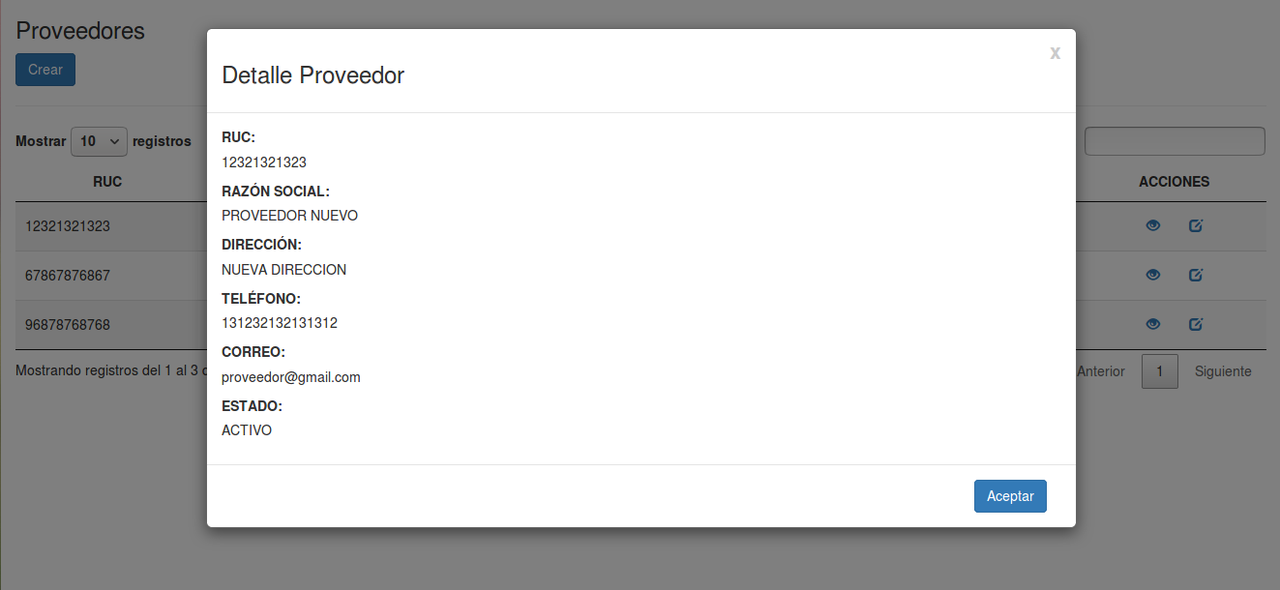 Proveedores
Crear
Mostrar 10 registros
RUC
ACCIONES
12321321323
67867876867
96878768768
Mostrando registros del 1 al 3
Anterior 1 Siguiente
x
Detalle Proveedor
RUC:
12321321323
RAZÓN SOCIAL:
PROVEEDOR NUEVO
DIRECCIÓN:
NUEVA DIRECCION
TELÉFONO:
131232132131312
CORREO:
proveedor@gmail.com
ESTADO:
ACTIVO
Aceptar